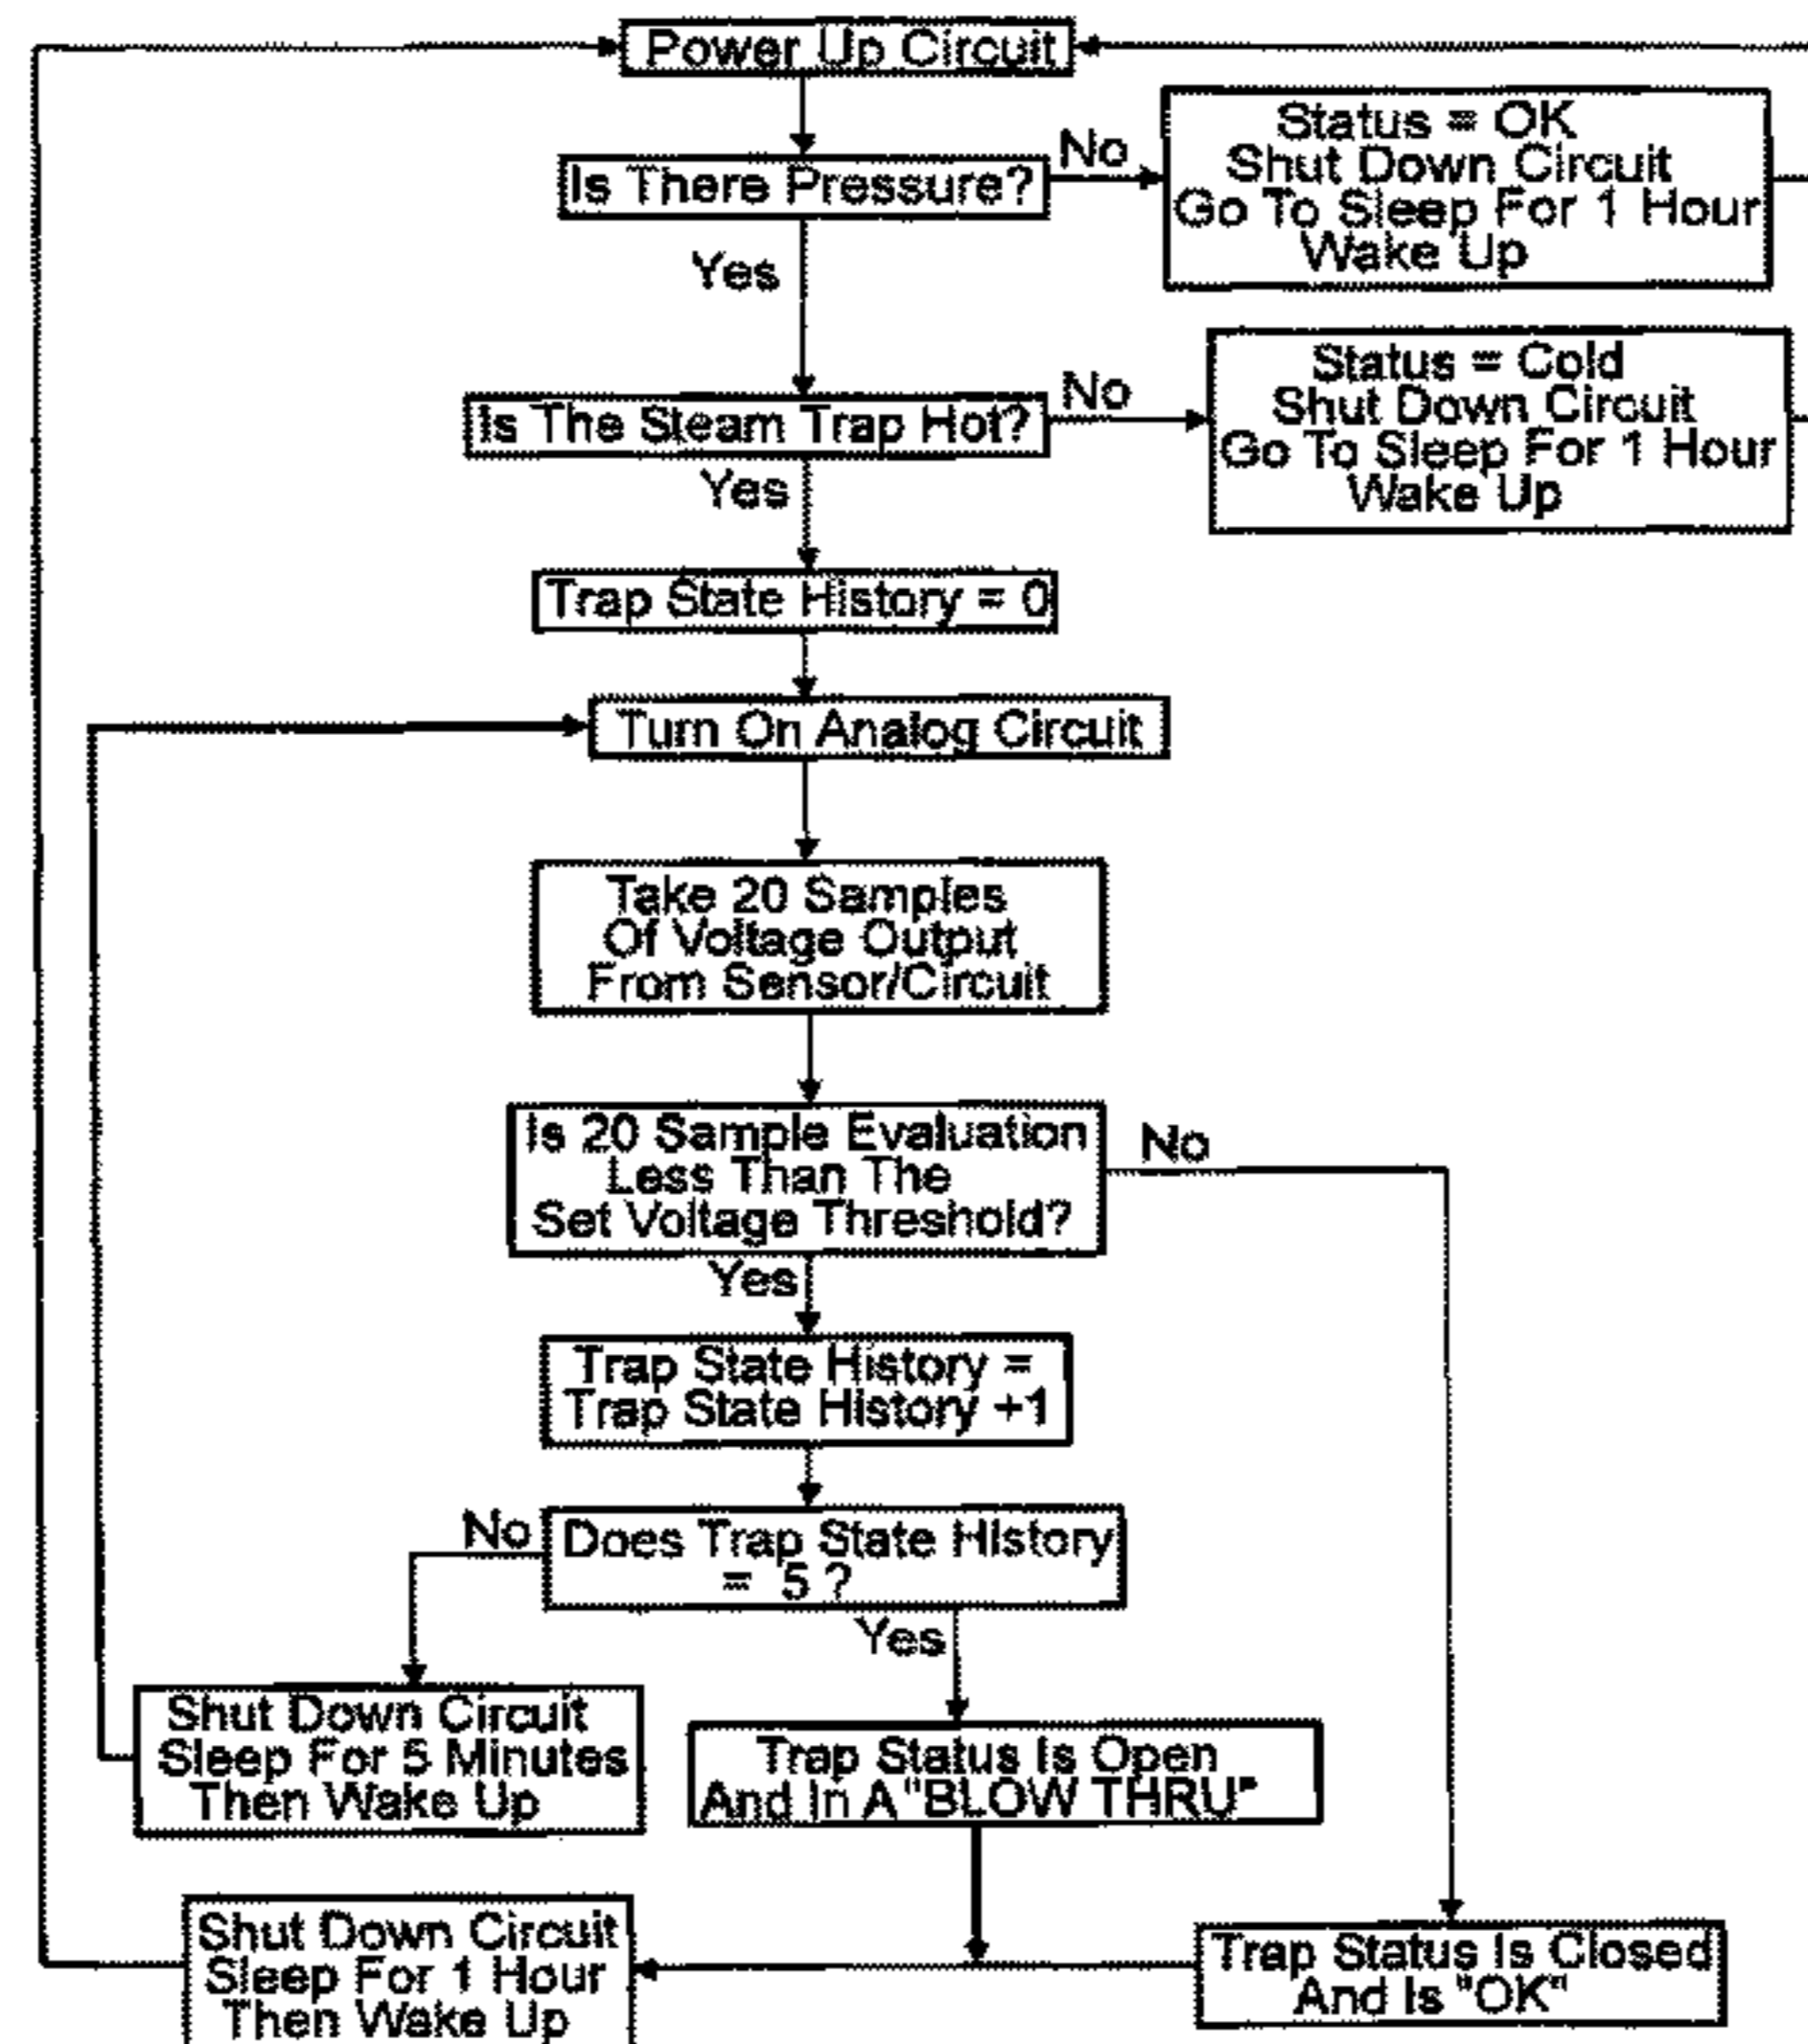 Power Up Circuit
Is There Pressure?
No
Status = OK
Shut Down Circuit
Go To Sleep For 1 Hour
Wake Up
Yes
Is The Steam Trap Hot?
No
Status = Cold
Shut Down Circuit
Go To Sleep For 1 Hour
Wake Up
Yes
Trap State History = 0
Turn On Analog Circuit
Take 20 Samples
Of Voltage Output
From Sensor/Circuit
Is 20 Sample Evaluation
Less Than The
Set Voltage Threshold?
No
Yes
Trap State History =
Trap State History +1
Does Trap State History
= 5 ?
No
Yes
Shut Down Circuit
Sleep For 5 Minutes
Then Wake Up
Trap Status Is Open
And In A "BLOW THRU"
Shut Down Circuit
Sleep For 1 Hour
Then Wake Up
Trap Status Is Closed
And Is "OK"